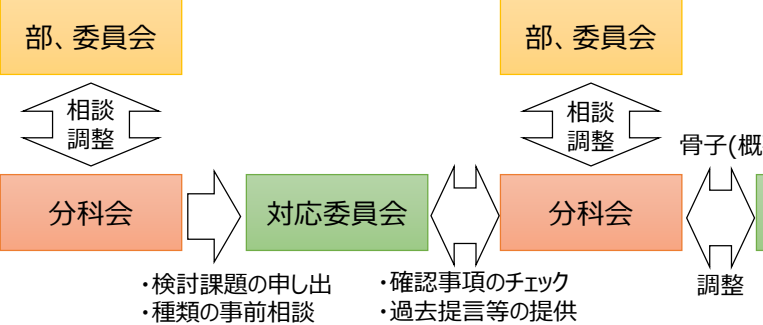 部、委員会
部、委員会
相談
調整
相談
調整
骨子(概
分科会
対応委員会
分科会
調整
・検討課題の申し出
・種類の事前相談
・確認事項のチェック
・過去提言等の提供